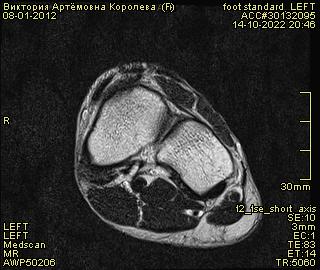 Виктория Артёмовна Королева (F)
foot standard LEFT
08-01-2012
ACC#30132095
14-10-2022 20:46
R
30mm
12_tse_short_axis
SE:10
LEFT
3mm
LEFT
EC:1
Medscan
TE:83
MR
ET:14
AWP50206
TR:5060